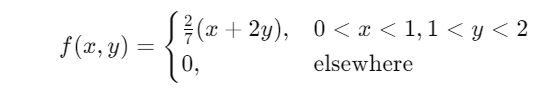 f(x, y) = { 2/7 (x + 2y), 0 < x < 1, 1 < y < 2
0, elsewhere